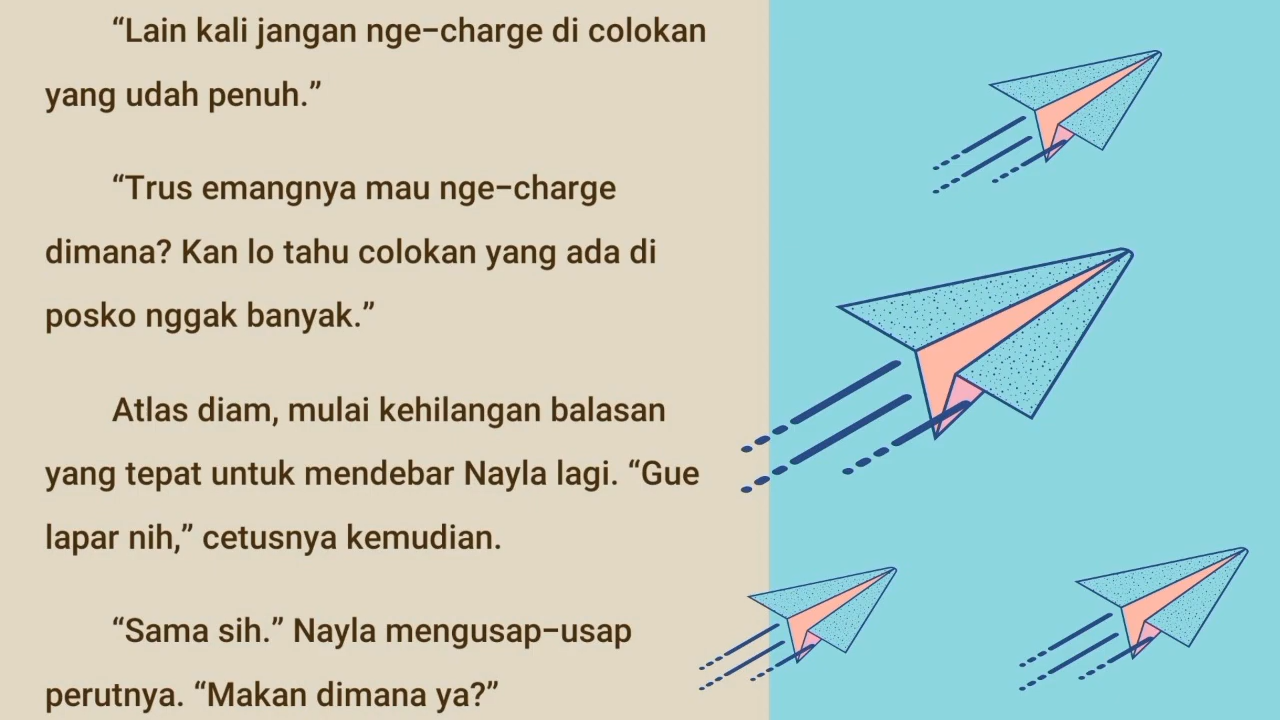 “Lain kali jangan nge-charge di colokan
yang udah penuh.”
“Trus emangnya mau nge-charge
dimana? Kan lo tahu colokan yang ada di
posko nggak banyak.”
Atlas diam, mulai kehilangan balasan
yang tepat untuk mendebar Nayla lagi. “Gue
lapar nih,” cetusnya kemudian.
“Sama sih.” Nayla mengusap-usap
perutnya. “Makan dimana ya?”